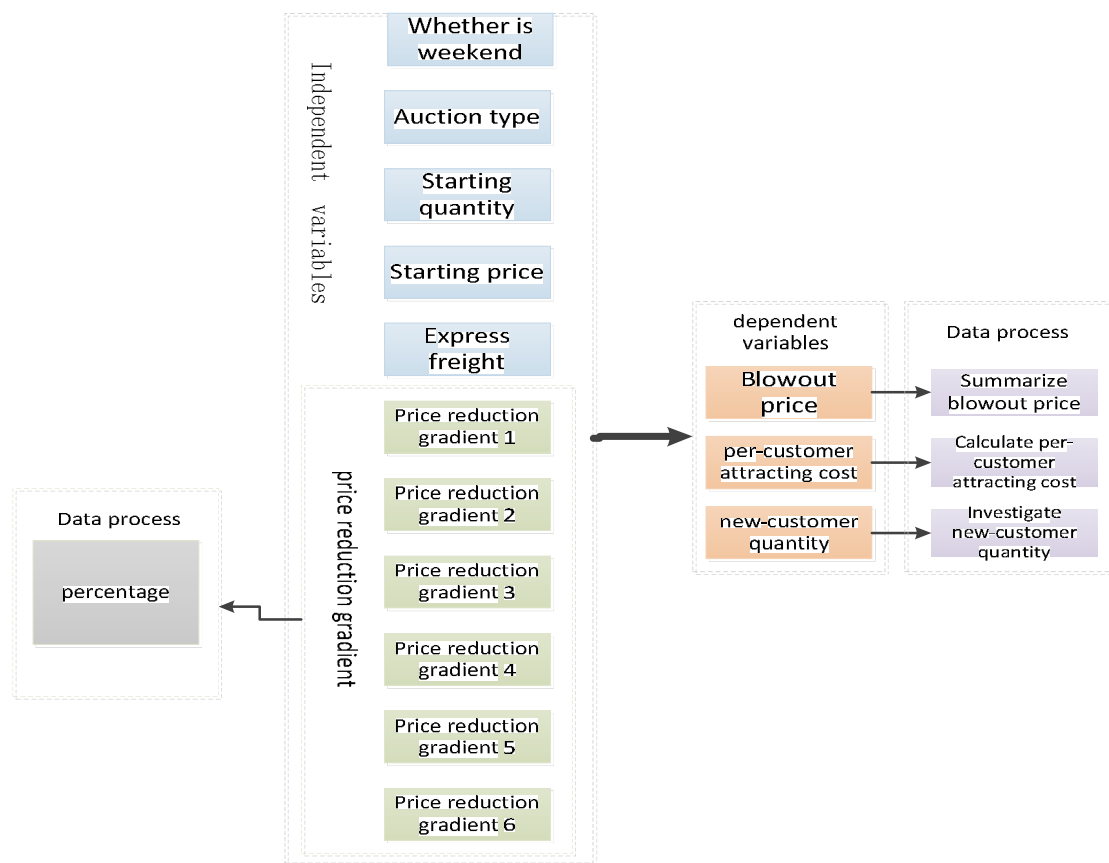 Whether is
weekend
Independent variables
Auction type
Starting
quantity
Starting price
Express
freight
price reduction gradient
Price reduction
gradient 1
Price reduction
gradient 2
Price reduction
gradient 3
Price reduction
gradient 4
Price reduction
gradient 5
Price reduction
gradient 6
Data process
percentage
dependent
variables
Blowout
price
per-customer
attracting cost
new-customer
quantity
Data process
Summarize
blowout price
Calculate per-
customer
attracting cost
Investigate
new-customer
quantity